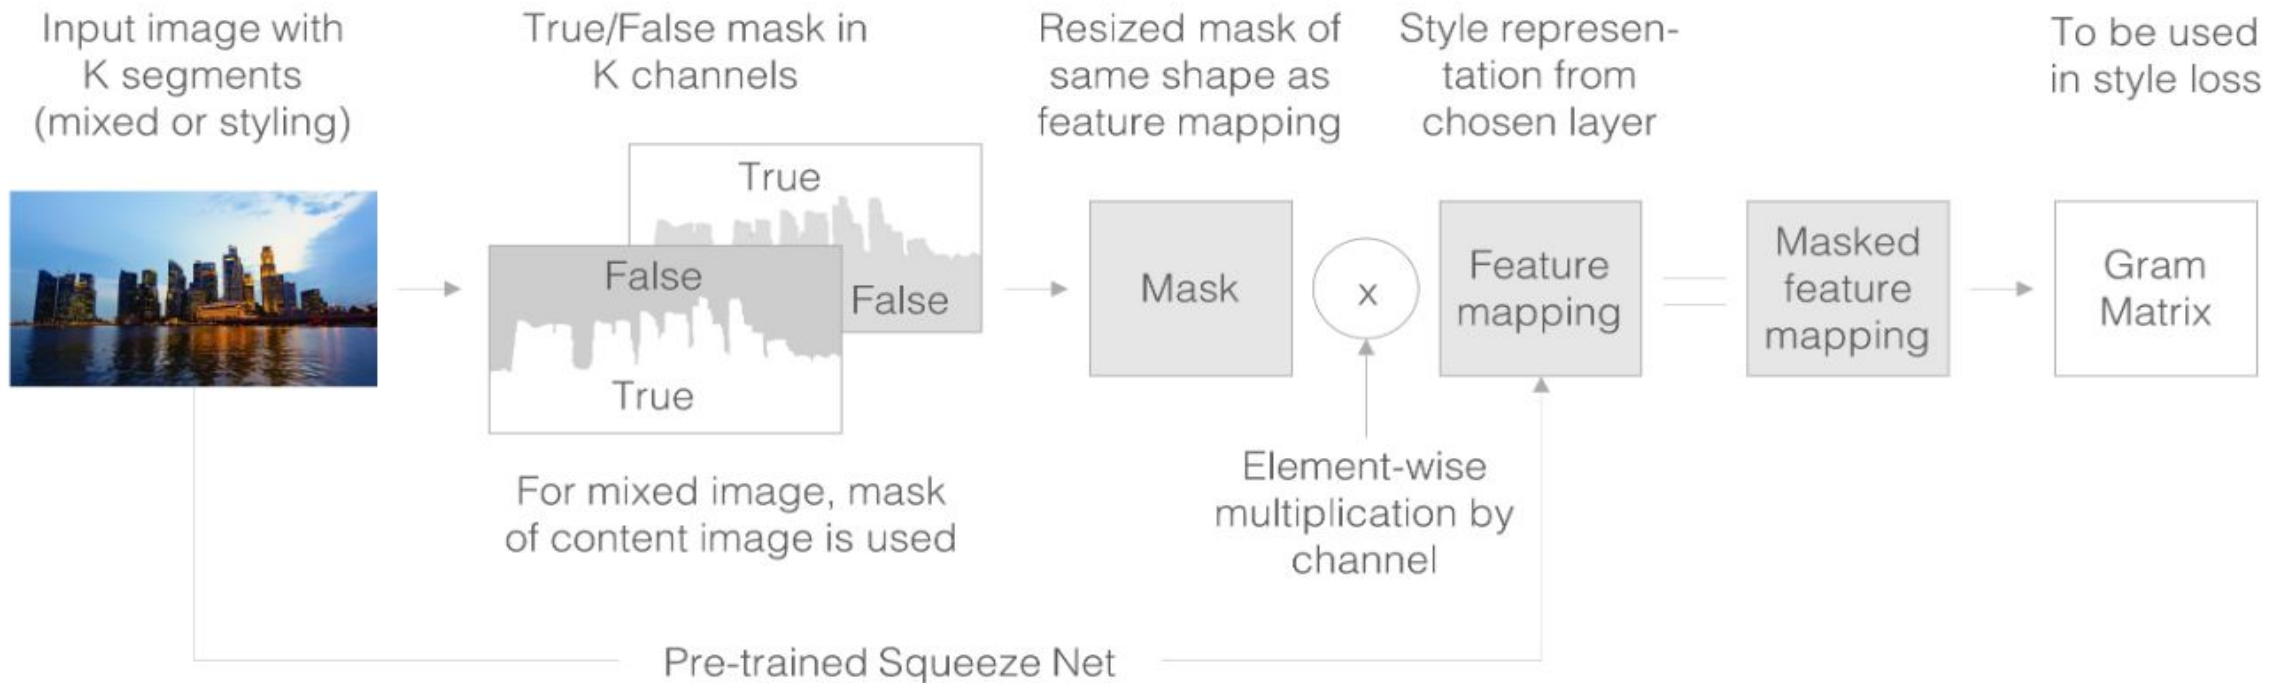 Input image with
K segments
(mixed or styling)
True/False mask in
K channels
Resized mask of
same shape as
feature mapping
Style represen-
tation from
chosen layer
To be used
in style loss
True
False
False
True
Mask
x
Feature
mapping
Masked
feature
mapping
Gram
Matrix
For mixed image, mask
of content image is used
Element-wise
multiplication by
channel
Pre-trained Squeeze Net